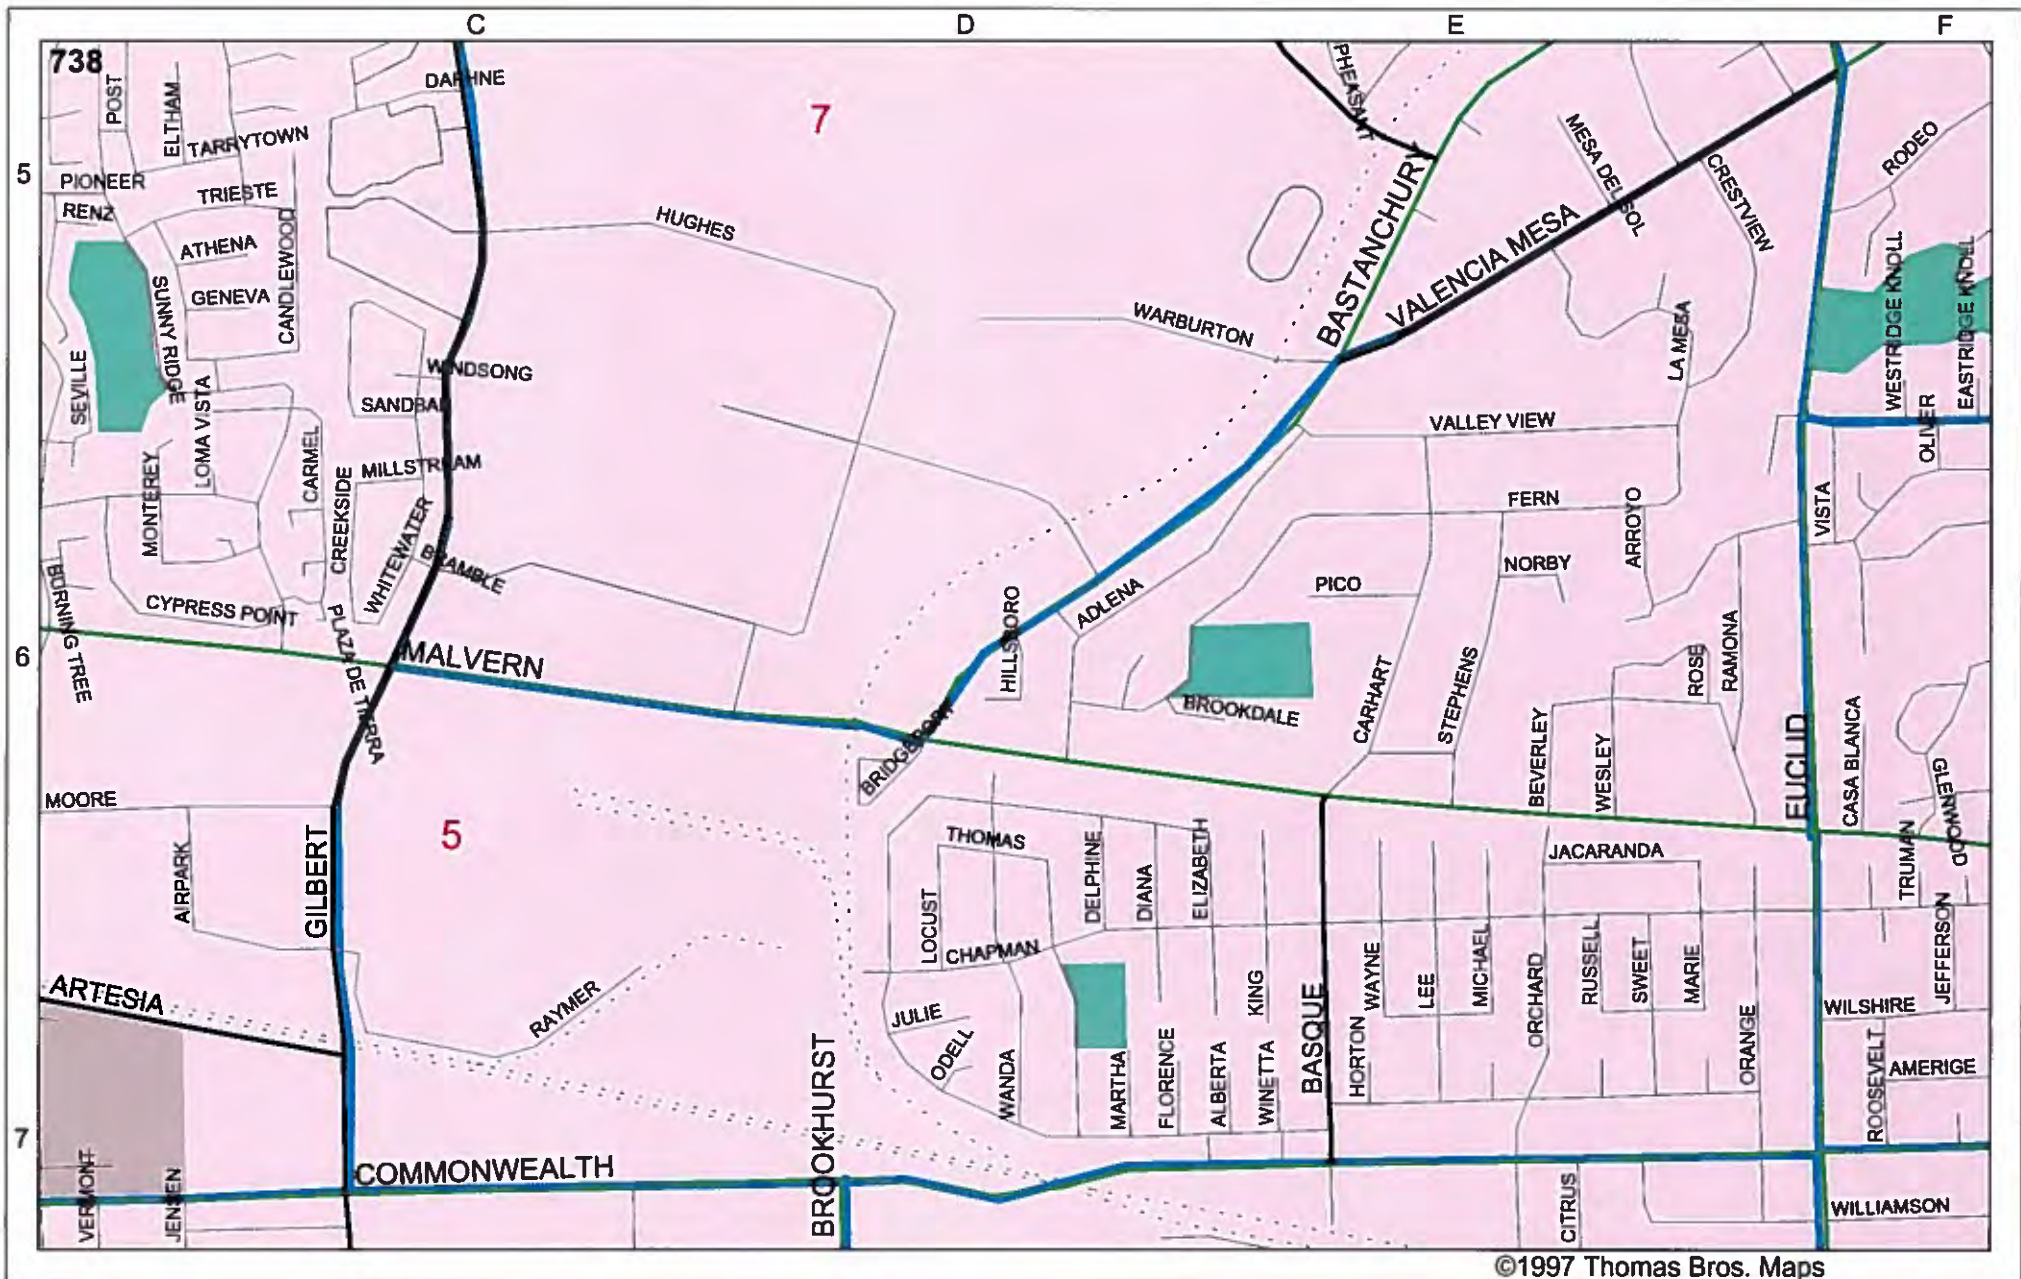 C
D
E
F
738
5
6
7
7
5
POST
ELTHAM
TARRYTOWN
DAPHNE
PIONEER
RENZ
TRIESTE
ATHENA
GENEVA
CANDLEWOOD
SUNNY RIDGE
SEVILLE
LOMA VISTA
MONTEREY
CARMEL
CREEKSIDE
WINDSONG
MILLSTREAM
WHITEWATER
BRAMBLE
BURNING TREE
CYPRESS POINT
PLAZA DE TIERRA
HUGHES
WARBURTON
PHEASANT
BASTANCHURY
VALENCIA MESA
MESA DEL SOL
CRESTVIEW
RODEO
WESTRIDGE KNOLL
EASTRIDGE KNOLL
LA MESA
VALLEY VIEW
OLIVER
FERN
ARROYO
VISTA
NORBY
PICO
ADLENA
HILLSBORO
MALVERN
BRIDGEPORT
BROOKDALE
CARHART
STEPHENS
BEVERLEY
WESLEY
ROSE
RAMONA
EUCLID
CASA BLANCA
GLENWOOD
MOORE
AIRPARK
GILBERT
ARTESIA
RAYMER
THOMAS
LOCUST
CHAPMAN
DELPHINE
DIANA
ELIZABETH
JACARANDA
TRUMAN
JEFFERSON
JULIE
ODELL
WANDA
MARTHA
FLORENCE
ALBERTA
WINETTA
KING
BASQUE
HORTON
WAYNE
LEE
MICHAEL
ORCHARD
RUSSELL
SWEET
MARIE
ORANGE
WILSHIRE
ROOSEVELT
AMERIGE
VERMONT
JENSEN
COMMONWEALTH
BROOKHURST
CITRUS
WILLIAMSON
©1997 Thomas Bros. Maps